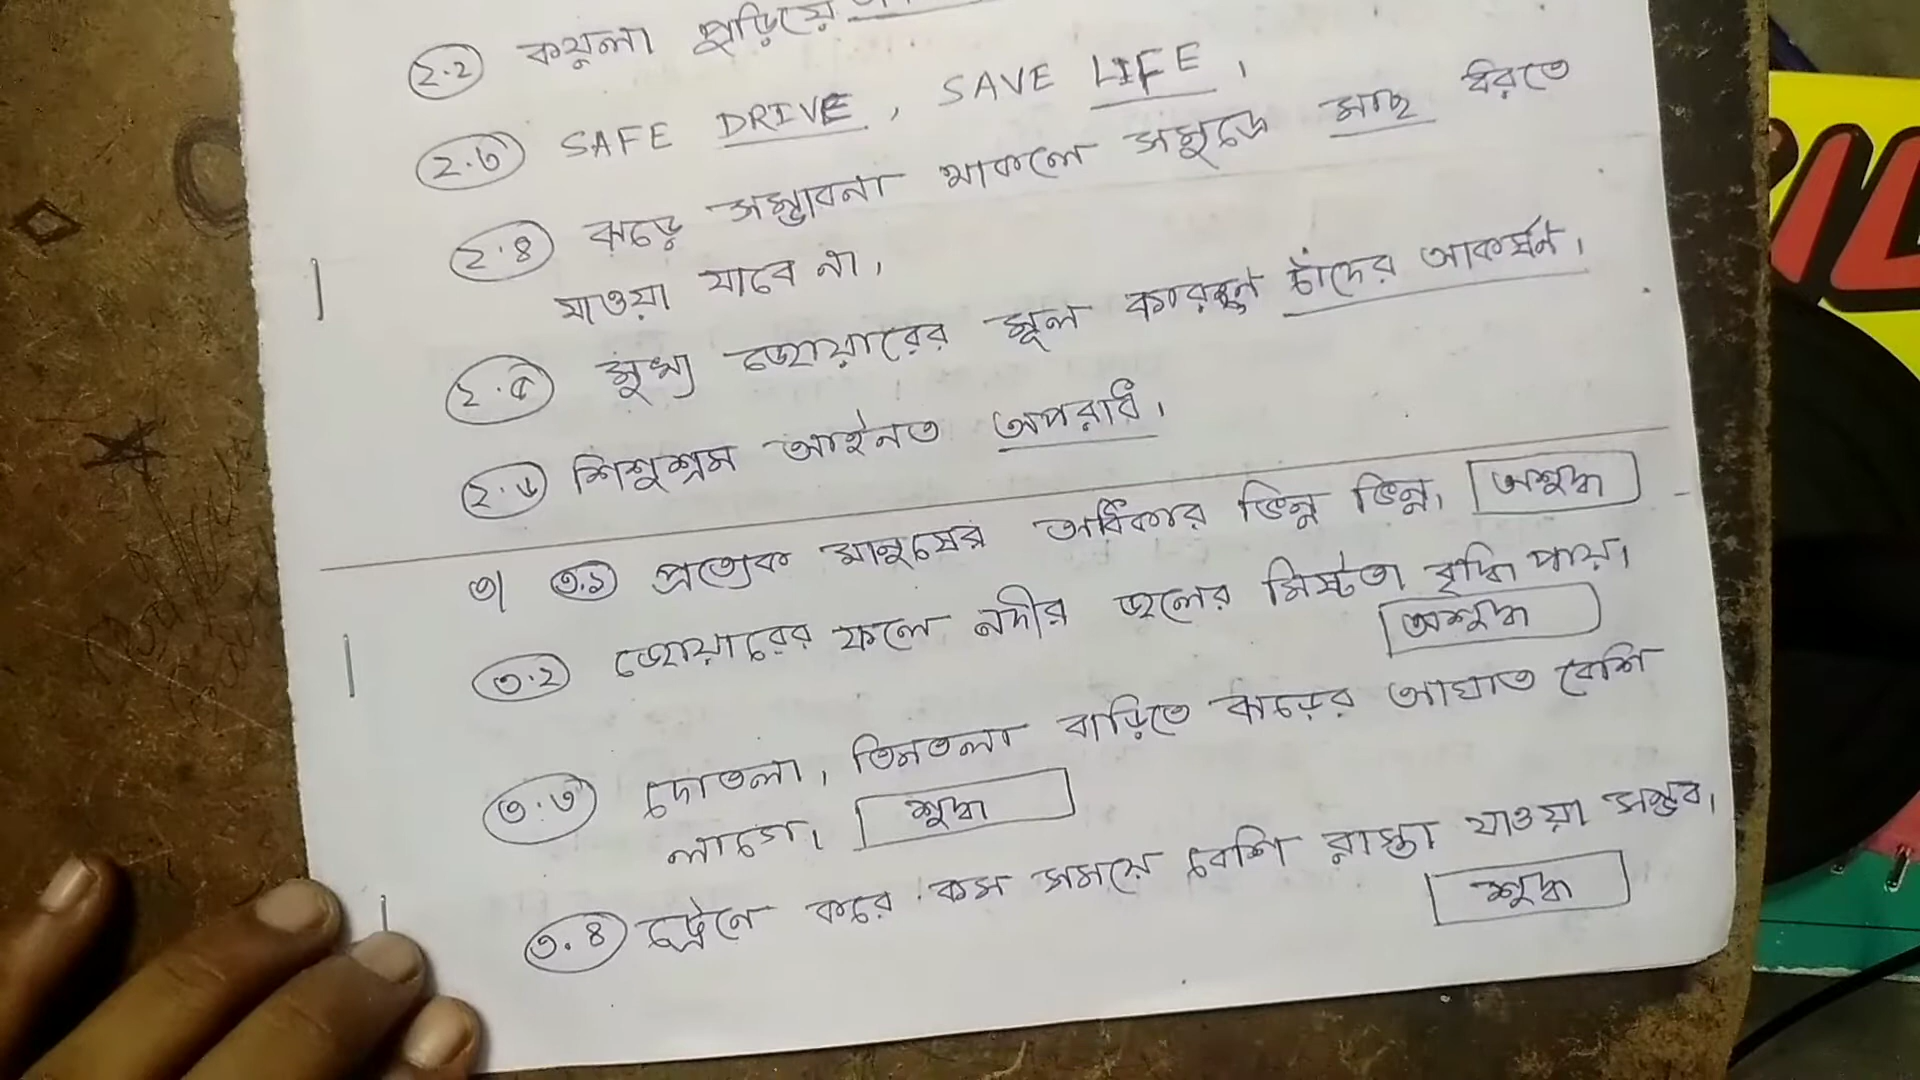 ২.২ কয়লা পুড়িয়ে
২.৩ SAFE DRIVE, SAVE LIFE,
২.৪ ঝড়ে সম্ভাবনা থাকলে সমুদ্রে মাছ ধরতে
যাওয়া যাবে না।
২.৫ মুখ্য জোয়ারের মূল কারণ চাঁদের আকর্ষন।
২.৬ শিশুশ্রম আইনত অপরাধ।
৩| ৩.১ প্রত্যেক মানুষের অধিকার ভিন্ন ভিন্ন, অশুদ্ধ
৩.২ জোয়ারের ফলে নদীর জলের মিষ্টতা বৃদ্ধি পায়।
অশুদ্ধ
৩.৩ দোতলা, তিনতলা বাড়িতে ঝড়ের আঘাত বেশি
লাগে। শুদ্ধ
৩.৪ ট্রেনে করে কম সময়ে বেশি রাস্তা যাওয়া সম্ভব।
শুদ্ধ